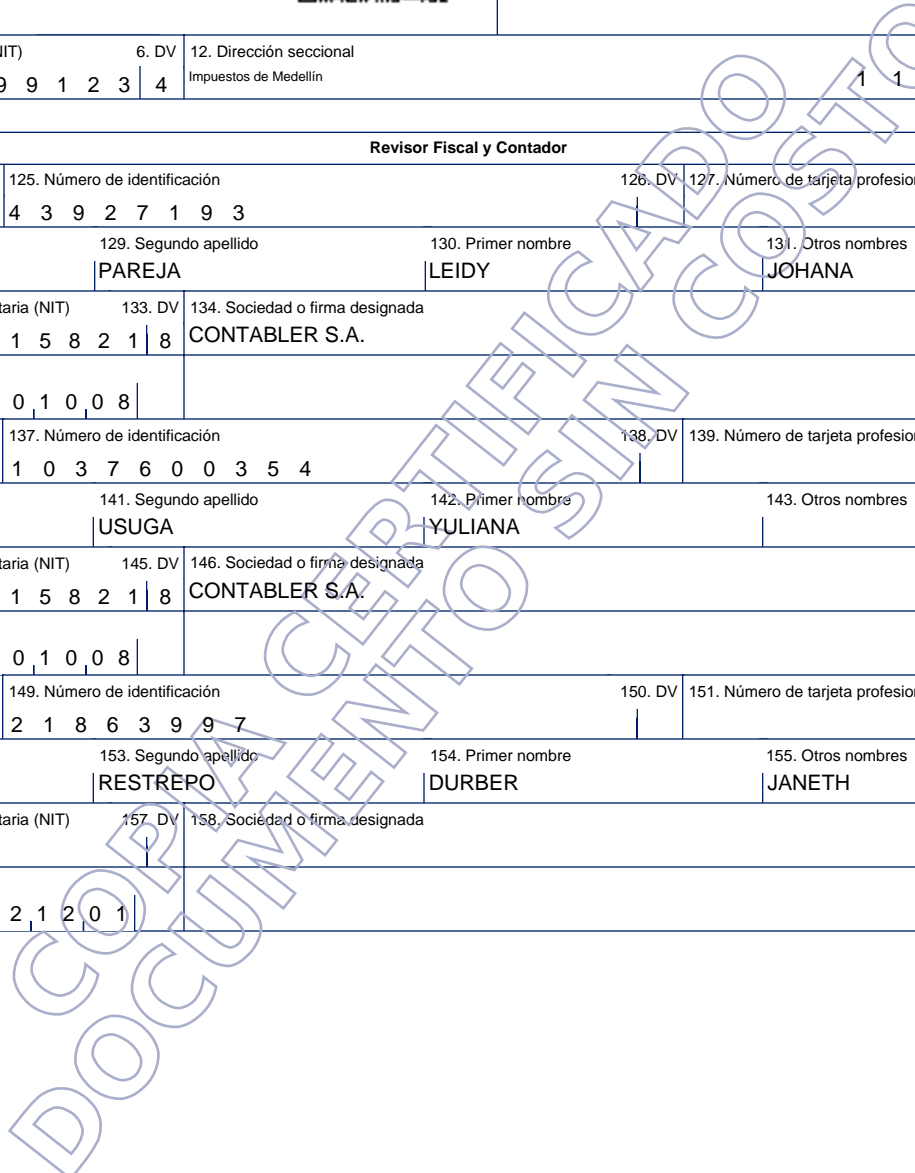 IT) 6. DV 12. Dirección seccional
9 9 1 2 3 4 Impuestos de Medellín 1 1
Revisor Fiscal y Contador
125. Número de identificación 126. DV 127. Número de tarjeta profesion
4 3 9 2 7 1 9 3
129. Segundo apellido 130. Primer nombre 131. Otros nombres
PAREJA LEIDY JOHANA
taria (NIT) 133. DV 134. Sociedad o firma designada
1 5 8 2 1 8 CONTABLER S.A.
0 1 0 0 8
137. Número de identificación 138. DV 139. Número de tarjeta profesion
1 0 3 7 6 0 0 3 5 4
141. Segundo apellido 142. Primer nombre 143. Otros nombres
USUGA YULIANA
taria (NIT) 145. DV 146. Sociedad o firma designada
1 5 8 2 1 8 CONTABLER S.A.
0 1 0 0 8
149. Número de identificación 150. DV 151. Número de tarjeta profesion
2 1 8 6 3 9 9 7
153. Segundo apellido 154. Primer nombre 155. Otros nombres
RESTREPO DURBER JANETH
taria (NIT) 157. DV 158. Sociedad o firma designada
2 1 2 0 1
COPIA CERTIFICADO
DOCUMENTO SIN COSTO